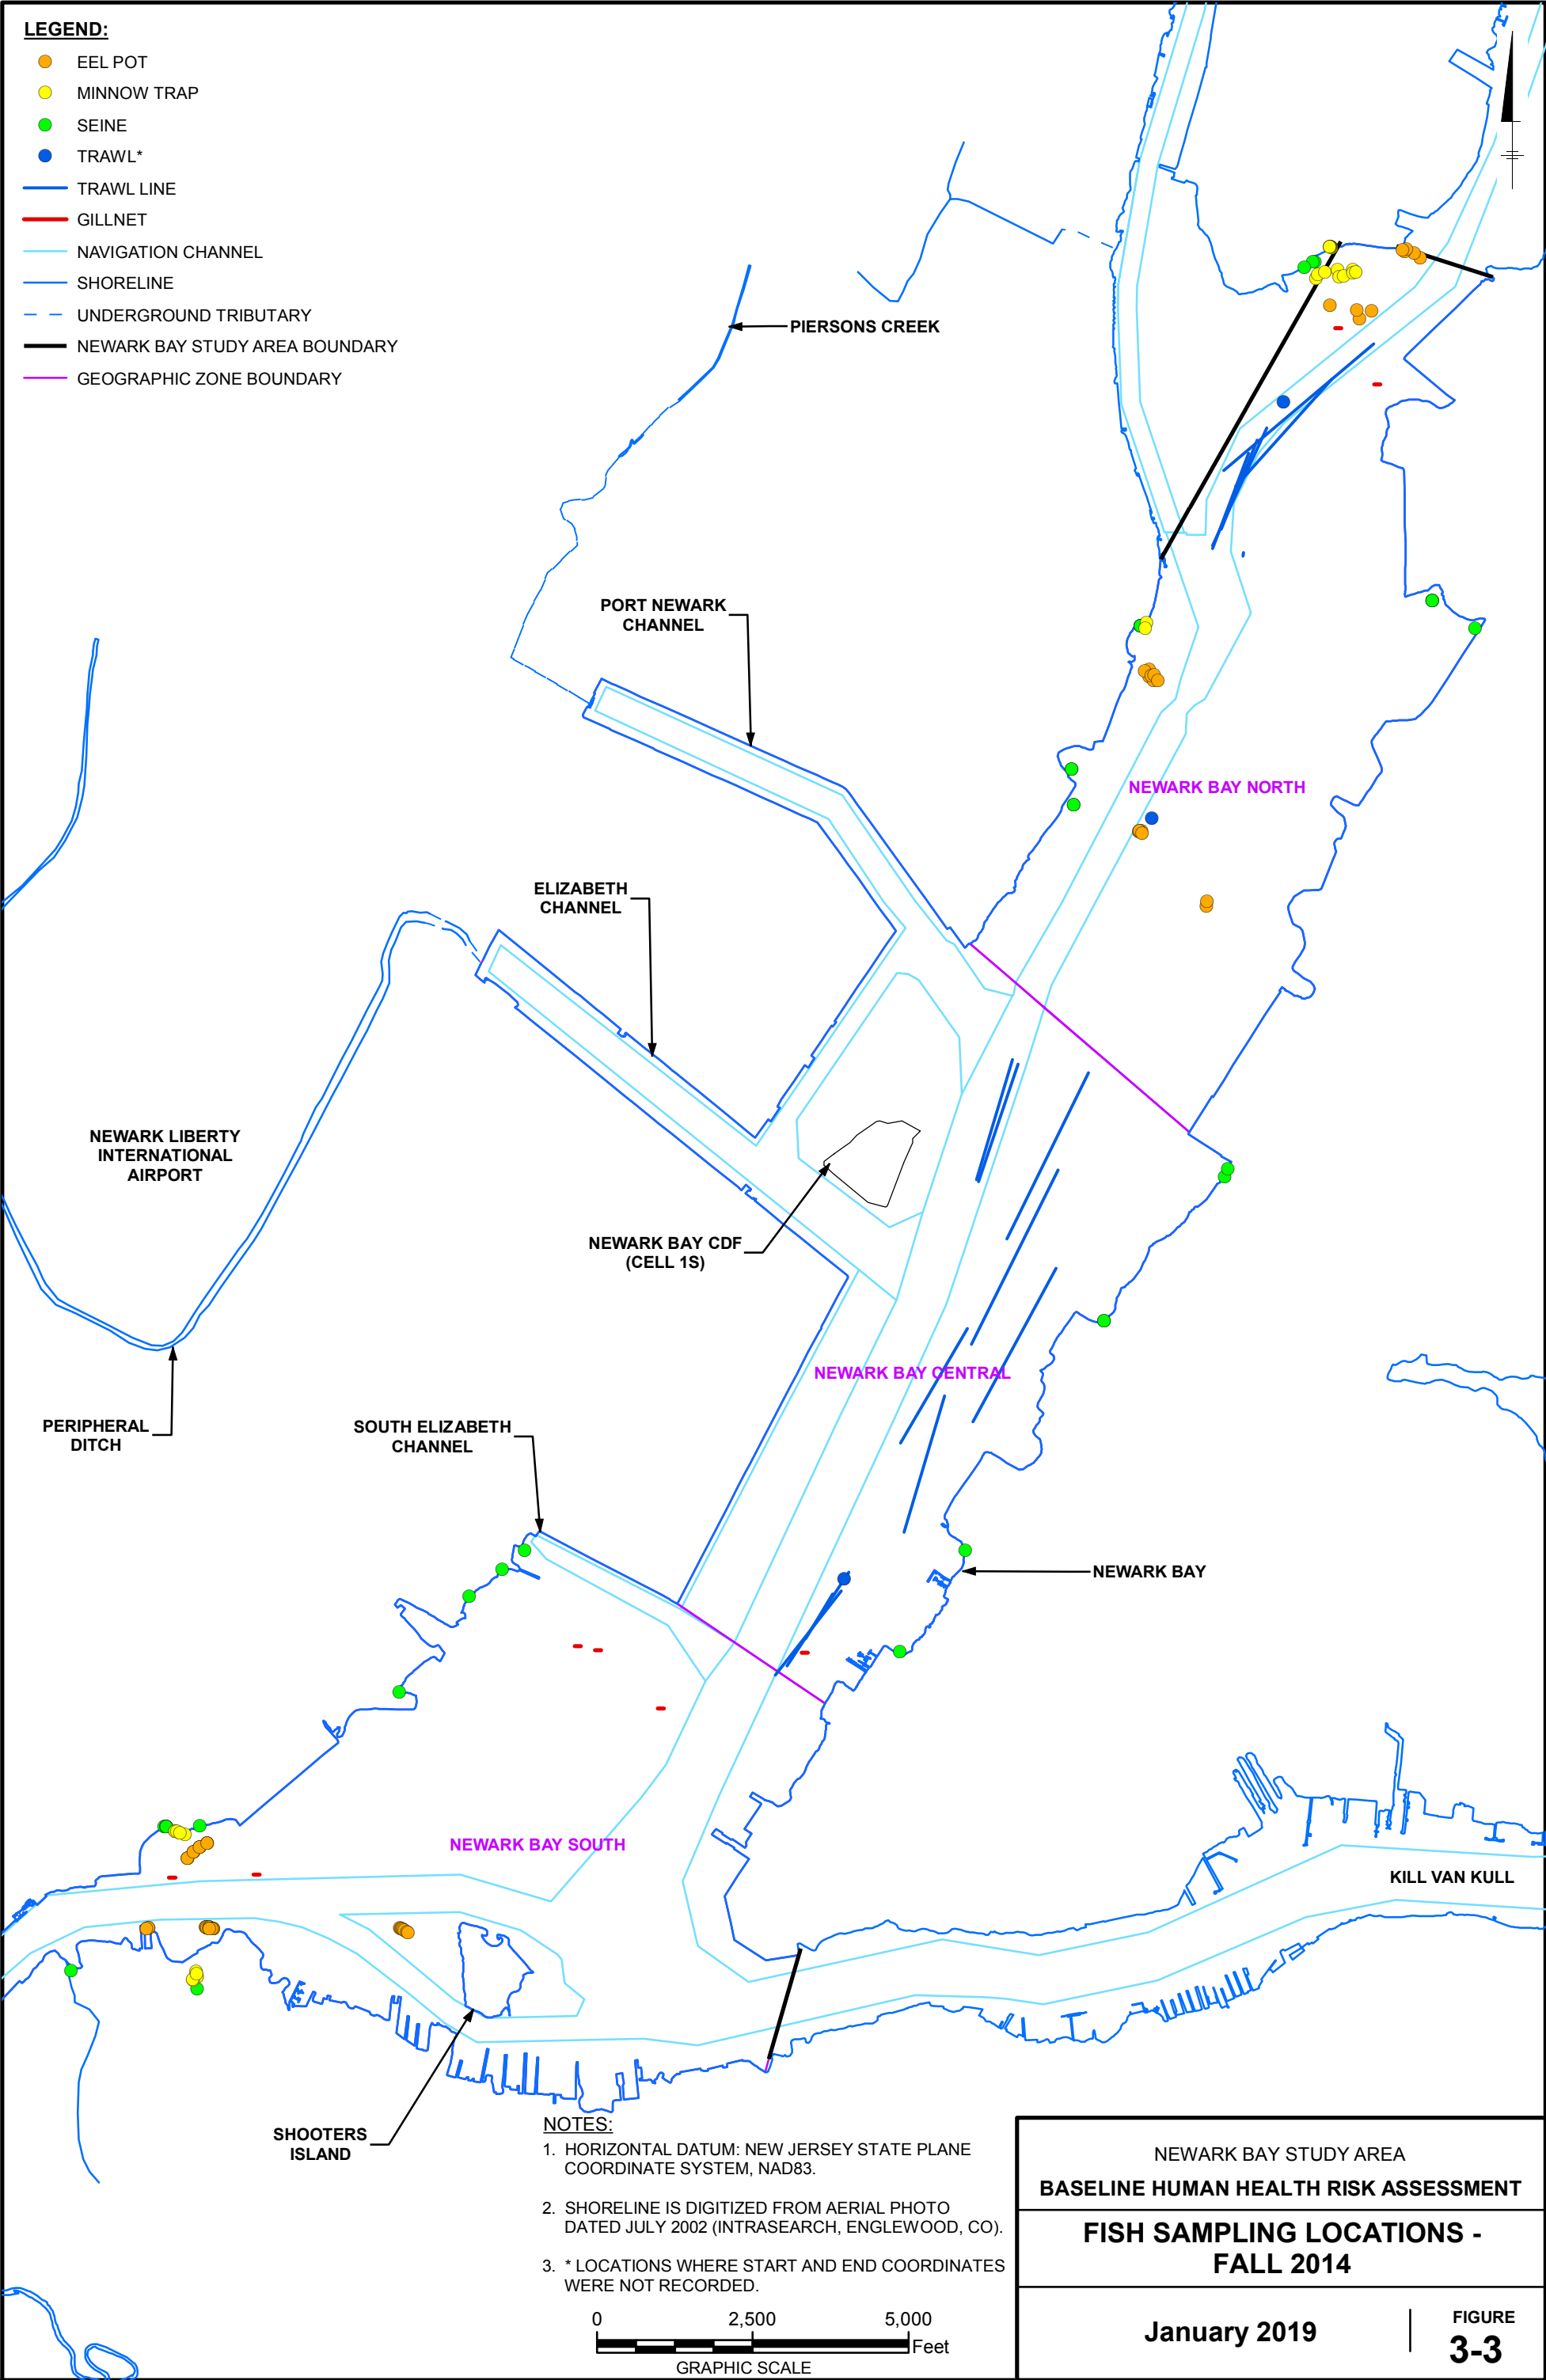 LEGEND:
EEL POT
MINNOW TRAP
SEINE
TRAWL*
TRAWL LINE
GILLNET
NAVIGATION CHANNEL
SHORELINE
UNDERGROUND TRIBUTARY
NEWARK BAY STUDY AREA BOUNDARY
GEOGRAPHIC ZONE BOUNDARY
PIERSONS CREEK
PORT NEWARK
CHANNEL
NEWARK BAY NORTH
ELIZABETH
CHANNEL
NEWARK LIBERTY
INTERNATIONAL
AIRPORT
NEWARK BAY CDF
(CELL 1S)
NEWARK BAY CENTRAL
PERIPHERAL
DITCH
SOUTH ELIZABETH
CHANNEL
NEWARK BAY
NEWARK BAY SOUTH
KILL VAN KULL
SHOOTERS
ISLAND
NOTES:
1. HORIZONTAL DATUM: NEW JERSEY STATE PLANE
COORDINATE SYSTEM, NAD83.
2. SHORELINE IS DIGITIZED FROM AERIAL PHOTO
DATED JULY 2002 (INTRASEARCH, ENGLEWOOD, CO).
3. * LOCATIONS WHERE START AND END COORDINATES
WERE NOT RECORDED.
0 2,500 5,000
Feet
GRAPHIC SCALE
NEWARK BAY STUDY AREA
BASELINE HUMAN HEALTH RISK ASSESSMENT
FISH SAMPLING LOCATIONS -
FALL 2014
January 2019
FIGURE
3-3